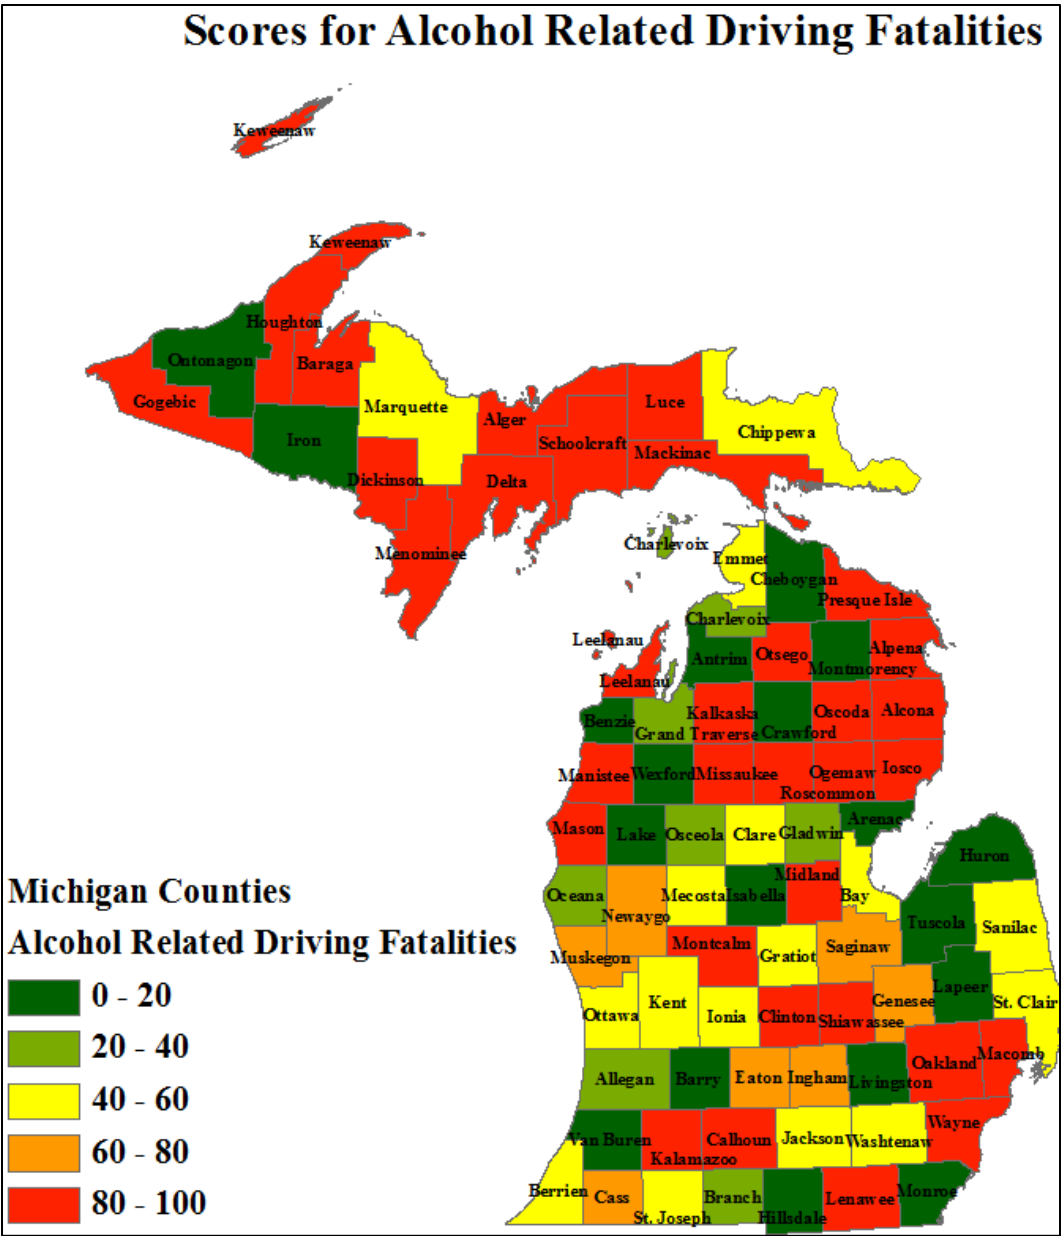 Scores for Alcohol Related Driving Fatalities
Keweenaw
Keweenaw
Houghton
Ontonagon
Baraga
Gogebic
Marquette
Luce
Alger
Iron
Chippewa
Schoolcraft
Mackinac
Dickinson
Delta
Menominee
Charlevoix
Emmet
Cheboygan
Presque Isle
Charlevoix
Leelanau
Alpena
Otsego
Antrim
Montmorency
Leelanau
Alcona
Oscoda
Kalkaska
Benzie
Grand Traverse
Crawford
Iosco
Manistee
Wexford
Missaukee
Ogemaw
Roscommon
Arenac
Mason
Lake
Osceola
Clare
Gladwin
Huron
Midland
Oceana
Mecosta
Isabella
Bay
Newaygo
Tuscola
Sanilac
Montcalm
Saginaw
Muskegon
Gratiot
Lapeer
Kent
Genesee
St. Clair
Ottawa
Ionia
Clinton
Shiawassee
Macomb
Oakland
Allegan
Barry
Eaton
Ingham
Livingston
Wayne
Van Buren
Calhoun
Jackson
Washtenaw
Kalamazoo
Berrien
Cass
Branch
Lenawee
Monroe
St. Joseph
Hillsdale
Michigan Counties
Alcohol Related Driving Fatalities
0 - 20
20 - 40
40 - 60
60 - 80
80 - 100